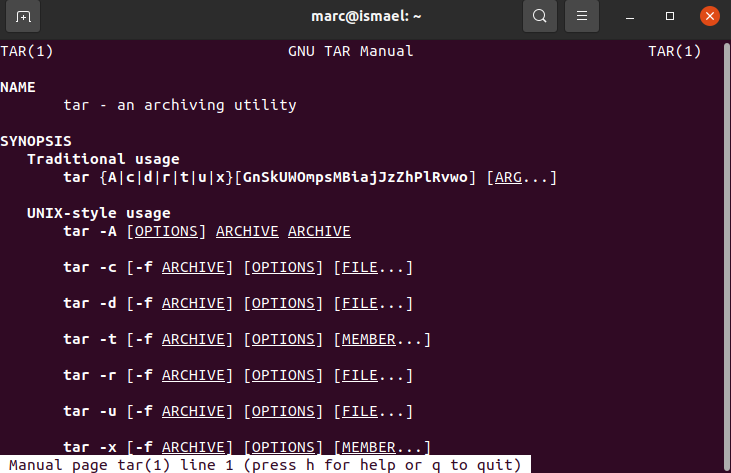 marc@ismael: ~
TAR(1) GNU TAR Manual TAR(1)
NAME
tar - an archiving utility
SYNOPSIS
Traditional usage
tar {A|c|d|r|t|u|x}[GnSkUWOmpsMBiajJzZhPlRvwo] [ARG...]
UNIX-style usage
tar -A [OPTIONS] ARCHIVE ARCHIVE
tar -c [-f ARCHIVE] [OPTIONS] [FILE...]
tar -d [-f ARCHIVE] [OPTIONS] [FILE...]
tar -t [-f ARCHIVE] [OPTIONS] [MEMBER...]
tar -r [-f ARCHIVE] [OPTIONS] [FILE...]
tar -u [-f ARCHIVE] [OPTIONS] [FILE...]
tar -x [-f ARCHIVE] [OPTIONS] [MEMBER...]
Manual page tar(1) line 1 (press h for help or q to quit)